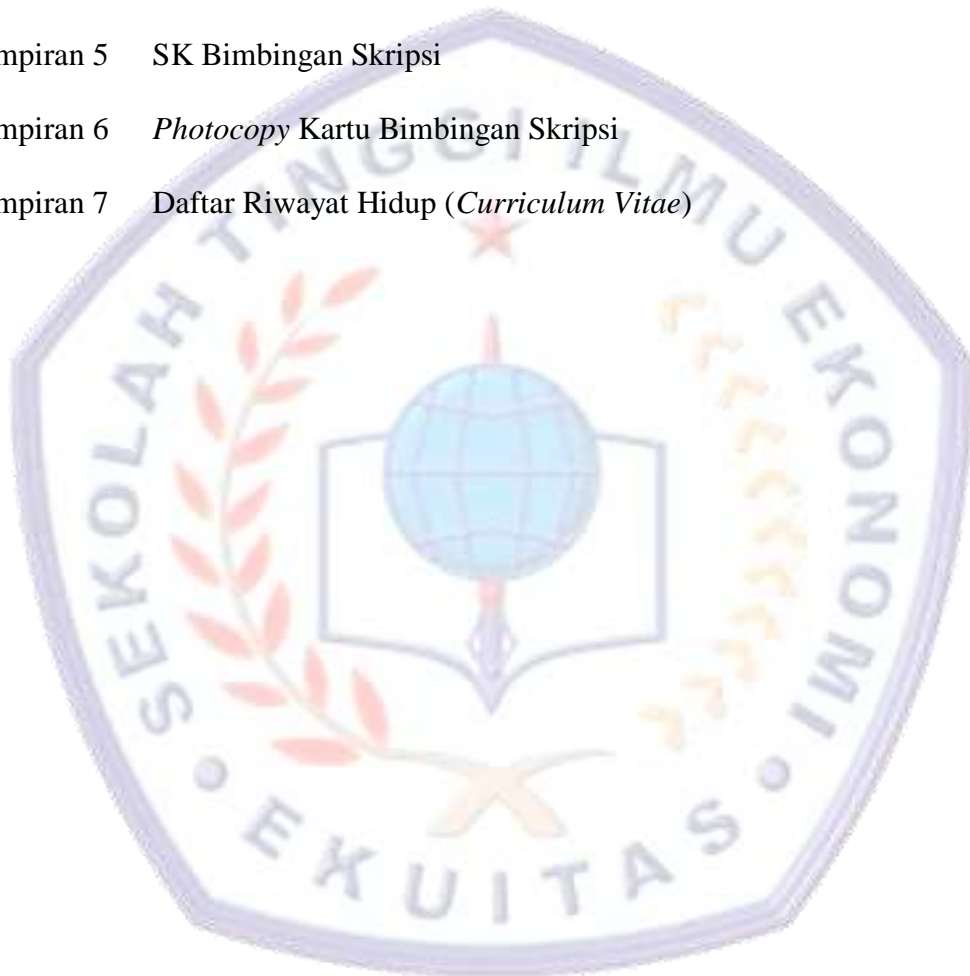 mpiran 5 SK Bimbingan Skripsi
mpiran 6 Photocopy Kartu Bimbingan Skripsi
mpiran 7 Daftar Riwayat Hidup (Curriculum Vitae)
SEKOLAH TINGGI ILMU EKONOMI
EKUITAS